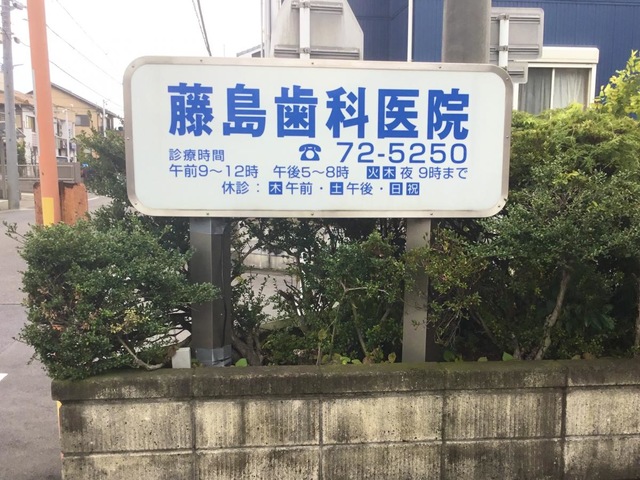 藤島歯科医院
診療時間 ☎ 72-5250
午前9～12時 午後5～8時 火木夜9時まで
休診：木午前・土午後・日祝